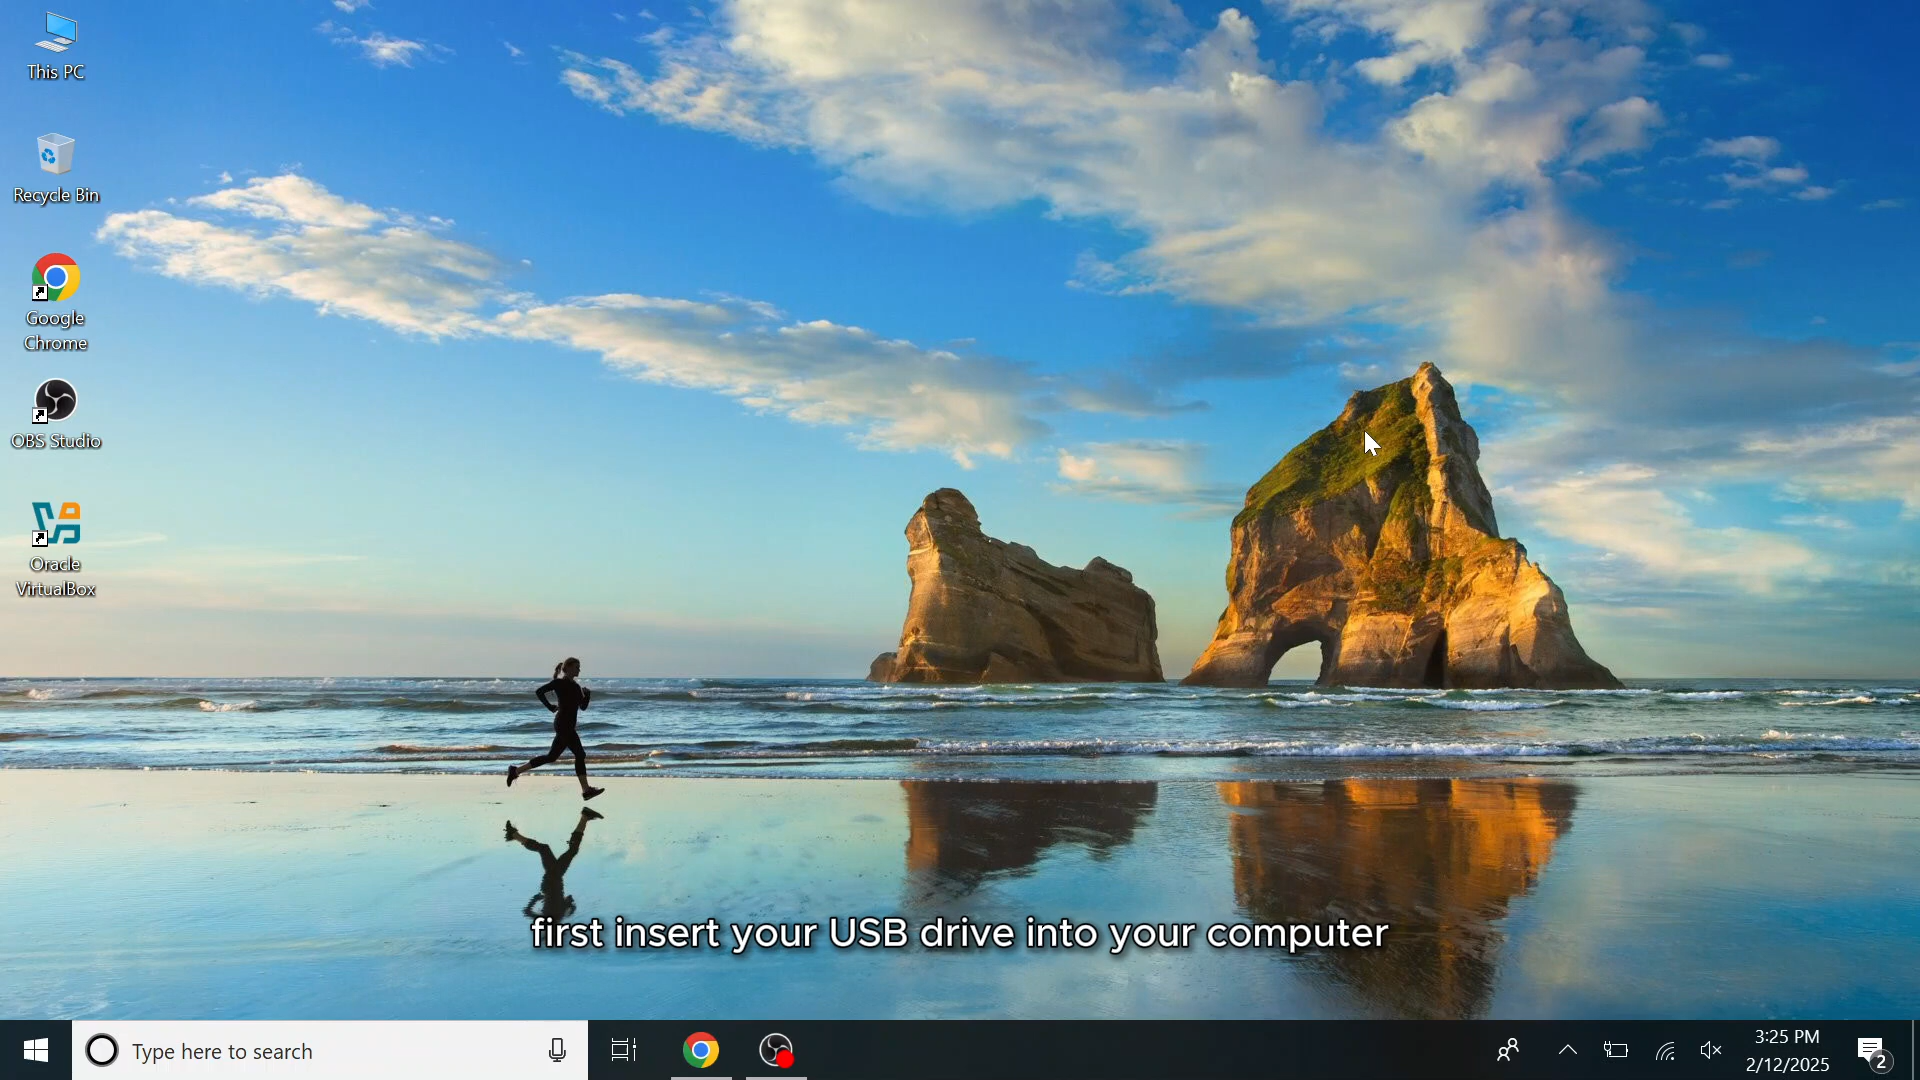 This PC
Recycle Bin
Google
Chrome
OBS Studio
Oracle
VirtualBox
first insert your USB drive into your computer
Type here to search
3:25 PM
2/12/2025
2